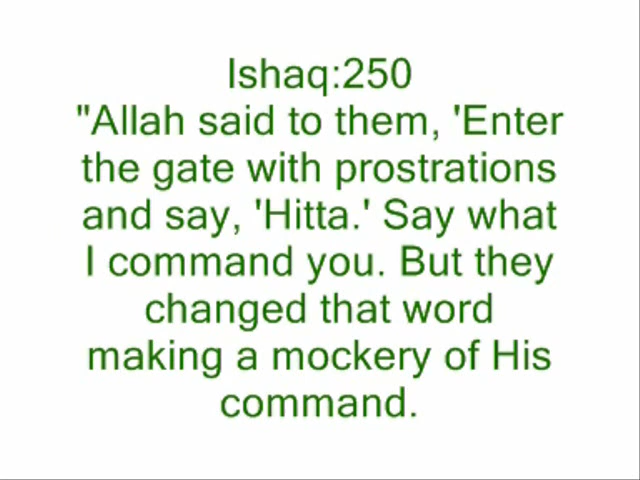 Ishaq:250
"Allah said to them, 'Enter
the gate with prostrations
and say, 'Hitta.' Say what
I command you. But they
changed that word
making a mockery of His
command.